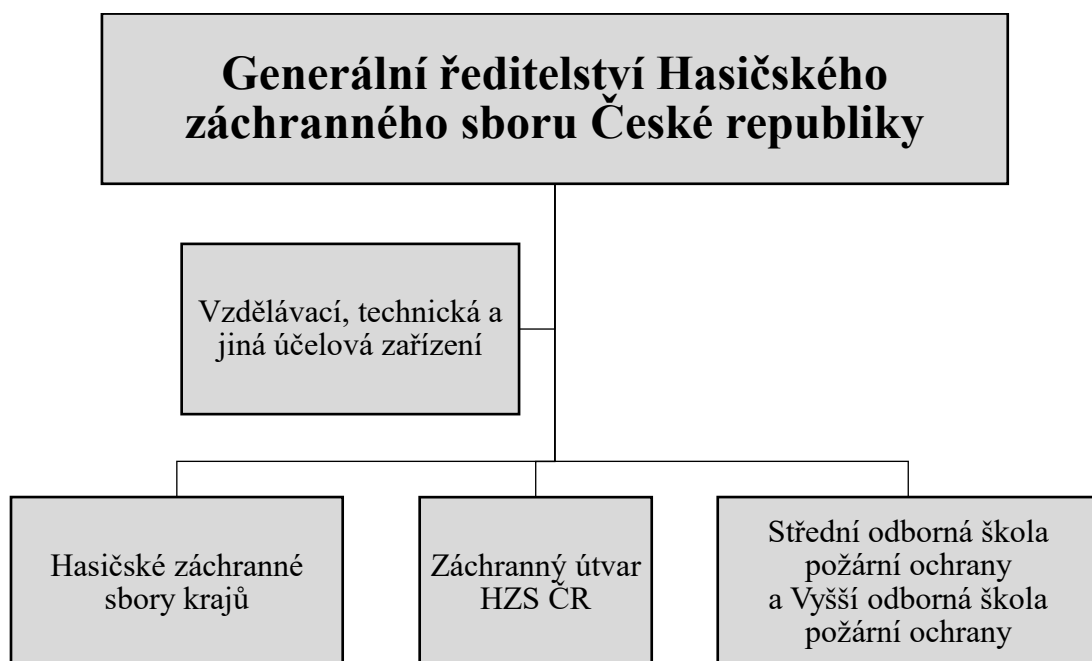 Generální ředitelství Hasičského
záchranného sboru České republiky
Vzdělávací, technická a
jiná účelová zařízení
Hasičské záchranné
sbory krajů
Záchranný útvar
HZS ČR
Střední odborná škola
požární ochrany
a Vyšší odborná škola
požární ochrany